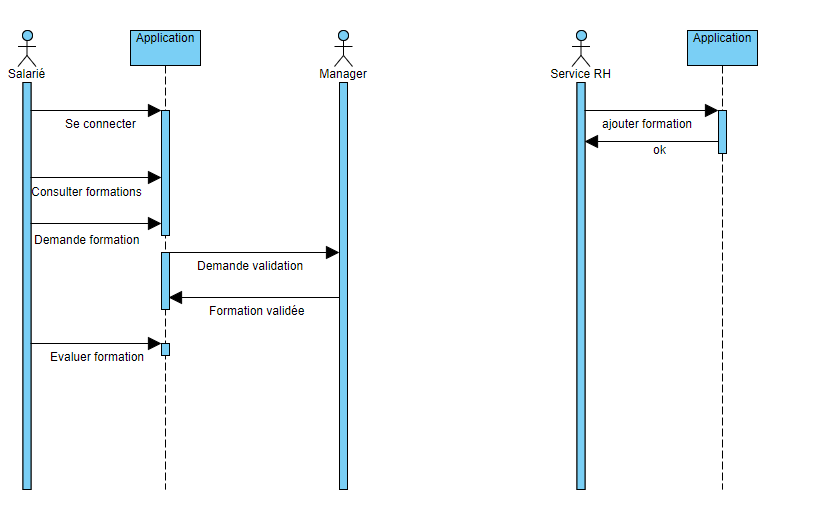 Application
Application
Salarié
Manager
Service RH
Se connecter
ajouter formation
ok
Consulter formations
Demande formation
Demande validation
Formation validée
Evaluer formation